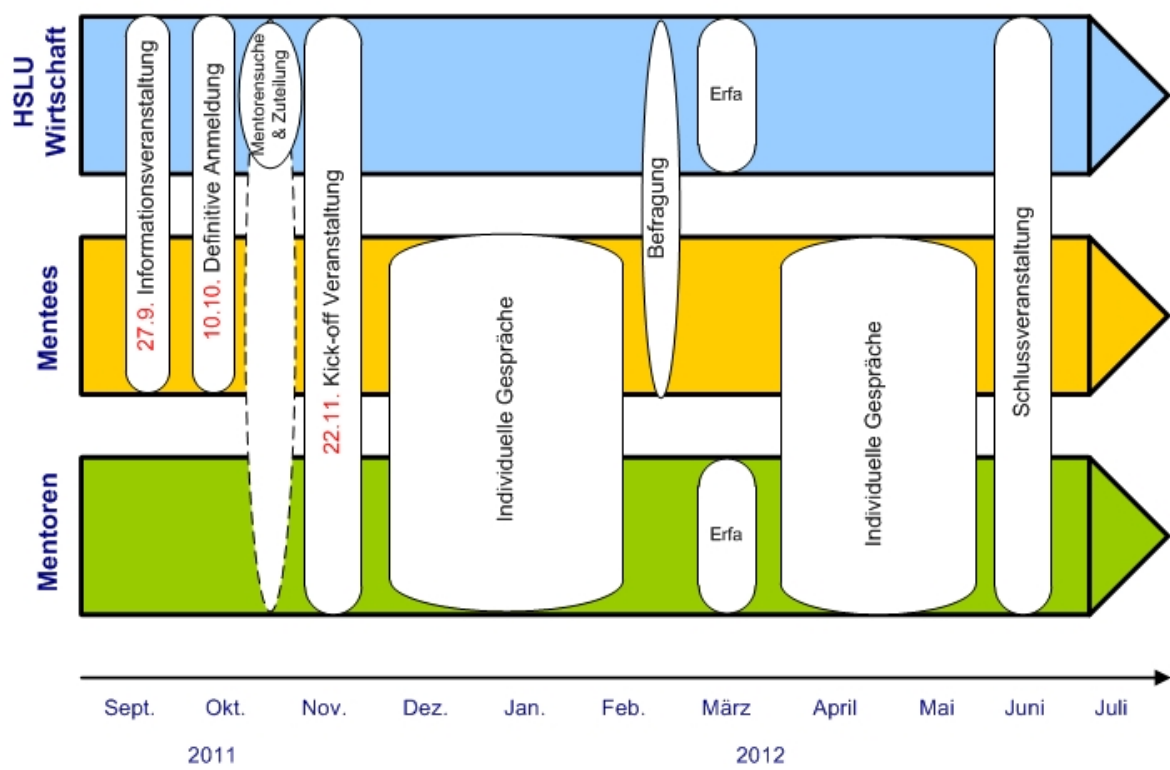 HSLU
Wirtschaft
Mentees
Mentoren
27.9. Informationsveranstaltung
10.10. Definitive Anmeldung
Mentorensuche
& Zuteilung
22.11. Kick-off Veranstaltung
Individuelle Gespräche
Befragung
Erfa
Erfa
Individuelle Gespräche
Schlussveranstaltung
Sept. Okt. Nov. Dez. Jan. Feb. März April Mai Juni Juli
2011 2012